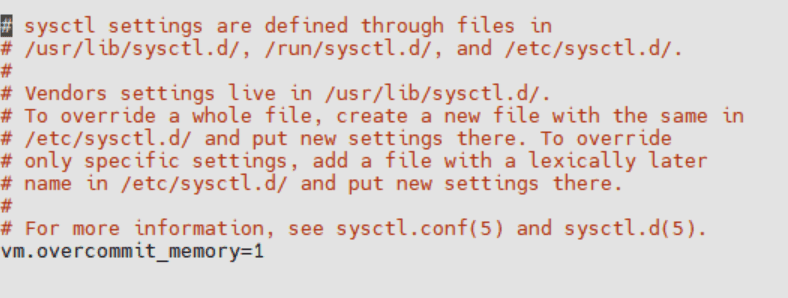 # sysctl settings are defined through files in
# /usr/lib/sysctl.d/, /run/sysctl.d/, and /etc/sysctl.d/.
#
# Vendors settings live in /usr/lib/sysctl.d/.
# To override a whole file, create a new file with the same in
# /etc/sysctl.d/ and put new settings there. To override
# only specific settings, add a file with a lexically later
# name in /etc/sysctl.d/ and put new settings there.
#
# For more information, see sysctl.conf(5) and sysctl.d(5).
vm.overcommit_memory=1